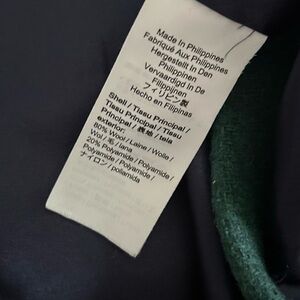 Made In Philippines
Fabriqué Aux Philippines
Hergestellt In Den
Philippinen
Vervaardigd In De
Filippijnen
フィリピン製
Hecho en Filipinas
Shell / Tissu Principal /
Tissu Principal / Tissu
Principal / 表地 / tela
exterior:
80% Wool / Laine / Wolle /
Wol / 毛 / lana
20% Polyamide / Polyamide /
Polyamide / Polyamide /
ナイロン / poliamida